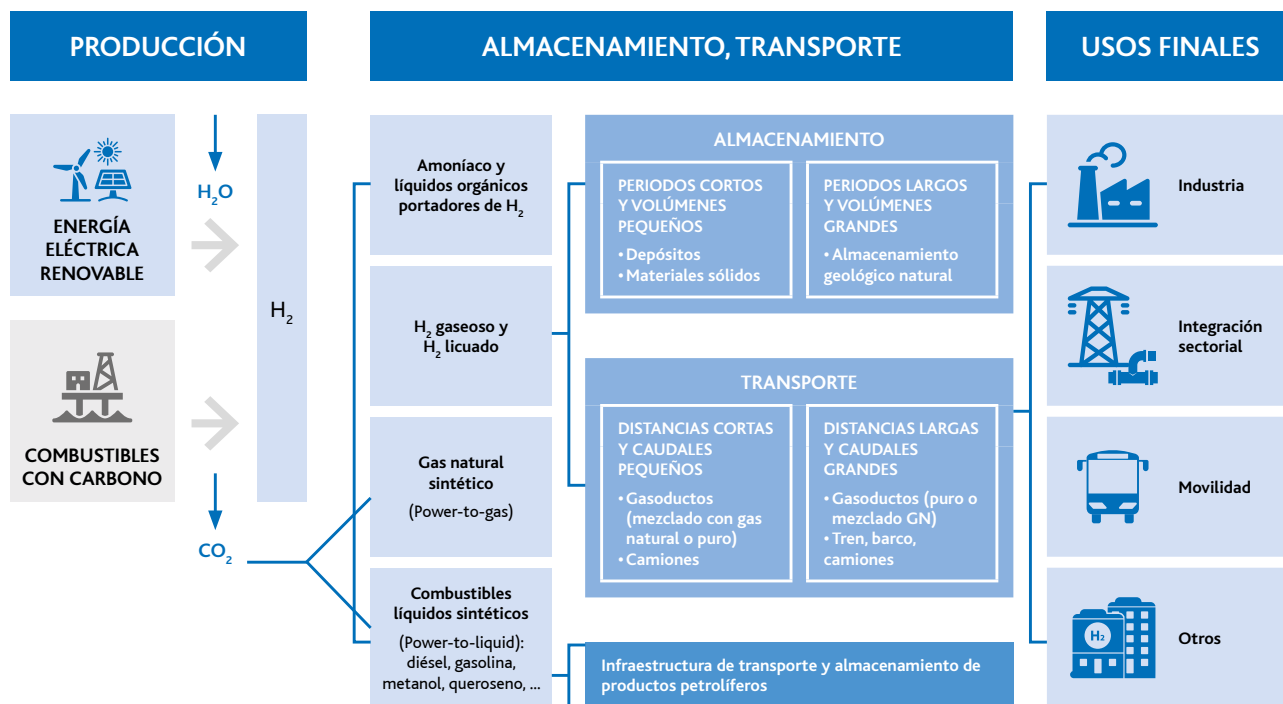 PRODUCCIÓN
ALMACENAMIENTO, TRANSPORTE
USOS FINALES
H₂O
ENERGÍA
ELÉCTRICA
RENOVABLE
COMBUSTIBLES
CON CARBONO
CO₂
H₂
Amoníaco y
líquidos orgánicos
portadores de H₂
H₂ gaseoso y
H₂ licuado
Gas natural
sintético
(Power-to-gas)
Combustibles
líquidos sintéticos
(Power-to-liquid):
diésel, gasolina,
metanol, queroseno, ...
ALMACENAMIENTO
PERIODOS CORTOS
Y VOLÚMENES
PEQUEÑOS
• Depósitos
• Materiales sólidos
PERIODOS LARGOS
Y VOLÚMENES
GRANDES
• Almacenamiento
geológico natural
TRANSPORTE
DISTANCIAS CORTAS
Y CAUDALES
PEQUEÑOS
• Gasoductos
(mezclado con gas
natural o puro)
• Camiones
DISTANCIAS LARGAS
Y CAUDALES
GRANDES
• Gasoductos (puro o
mezclado GN)
• Tren, barco,
camiones
Infraestructura de transporte y almacenamiento de
productos petrolíferos
Industria
Integración
sectorial
Movilidad
H₂
Otros